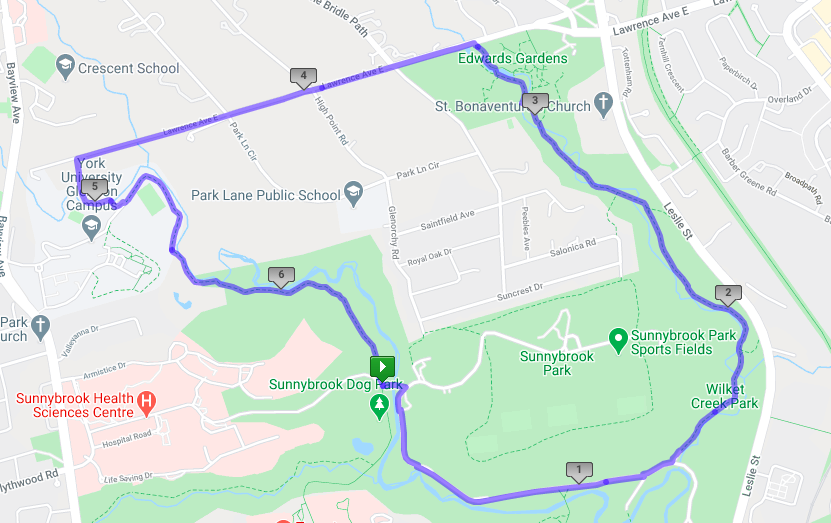 The Bridle Path
Lawrence Ave E
Crescent School
Bayview Ave
Edwards Gardens
Tottenham Rd
Fernhill Crescent
Paperbirch Dr
Overland Dr
4
Lawrence Ave E
3
St. Bonaventure
Church
High Point Rd
Lawrence Ave E
Park Ln Cir
Barber Greene Rd
Broadpath Rd
York
University
Glendon
Campus
5
Park Ln Cir
Park Lane Public School
Glenorchy Rd
Saintfield Ave
Peebles Ave
Leslie St
Bayview Ave
Royal Oak Dr
Salonica Rd
6
Suncrest Dr
2
Park
Church
Valleyanna Dr
Sunnybrook Park
Sports Fields
Sunnybrook
Park
Armistice Dr
Sunnybrook Dog Park
Wilket
Creek Park
Sunnybrook Health
Sciences Centre
H
Hospital Road
1
Life Saving Dr
lythwood Rd
Leslie St